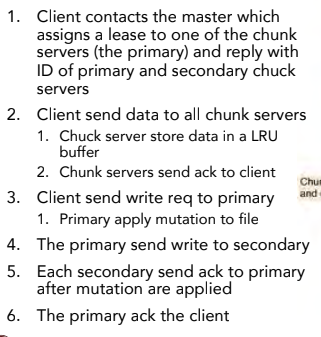 1. Client contacts the master which
assigns a lease to one of the chunk
servers (the primary) and reply with
ID of primary and secondary chuck
servers
2. Client send data to all chunk servers
1. Chuck server store data in a LRU
buffer
2. Chunk servers send ack to client
3. Client send write req to primary
1. Primary apply mutation to file
4. The primary send write to secondary
5. Each secondary send ack to primary
after mutation are applied
6. The primary ack the client
Chu
and